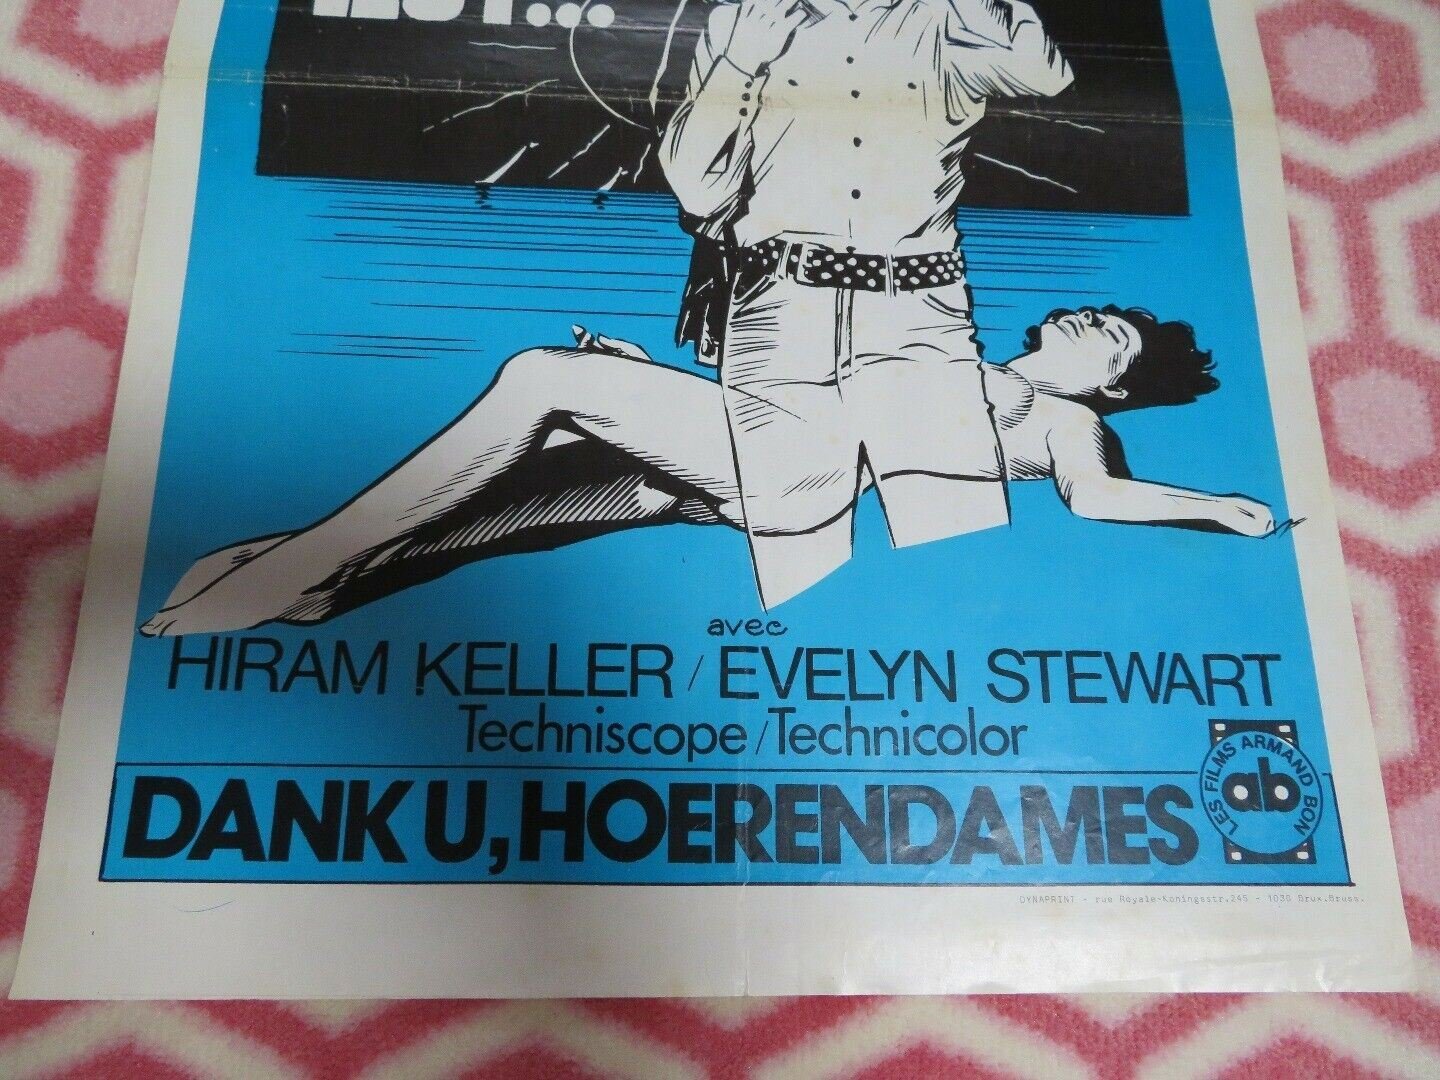 avec
HIRAM KELLER / EVELYN STEWART
Techniscope / Technicolor
DANK U, HOERENDAMES
LES FILMS ARMAND BON
ab
DYNAPRINT - rue Royale-Koningsstr.245 - 1030 Brux.Bruss.